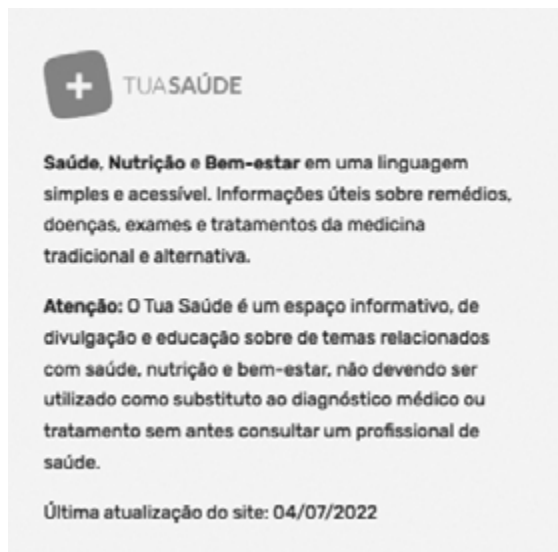 TUASAÚDE
Saúde, Nutrição e Bem-estar em uma linguagem
simples e acessível. Informações úteis sobre remédios,
doenças, exames e tratamentos da medicina
tradicional e alternativa.
Atenção: O Tua Saúde é um espaço informativo, de
divulgação e educação sobre de temas relacionados
com saúde, nutrição e bem-estar, não devendo ser
utilizado como substituto ao diagnóstico médico ou
tratamento sem antes consultar um profissional de
saúde.
Última atualização do site: 04/07/2022